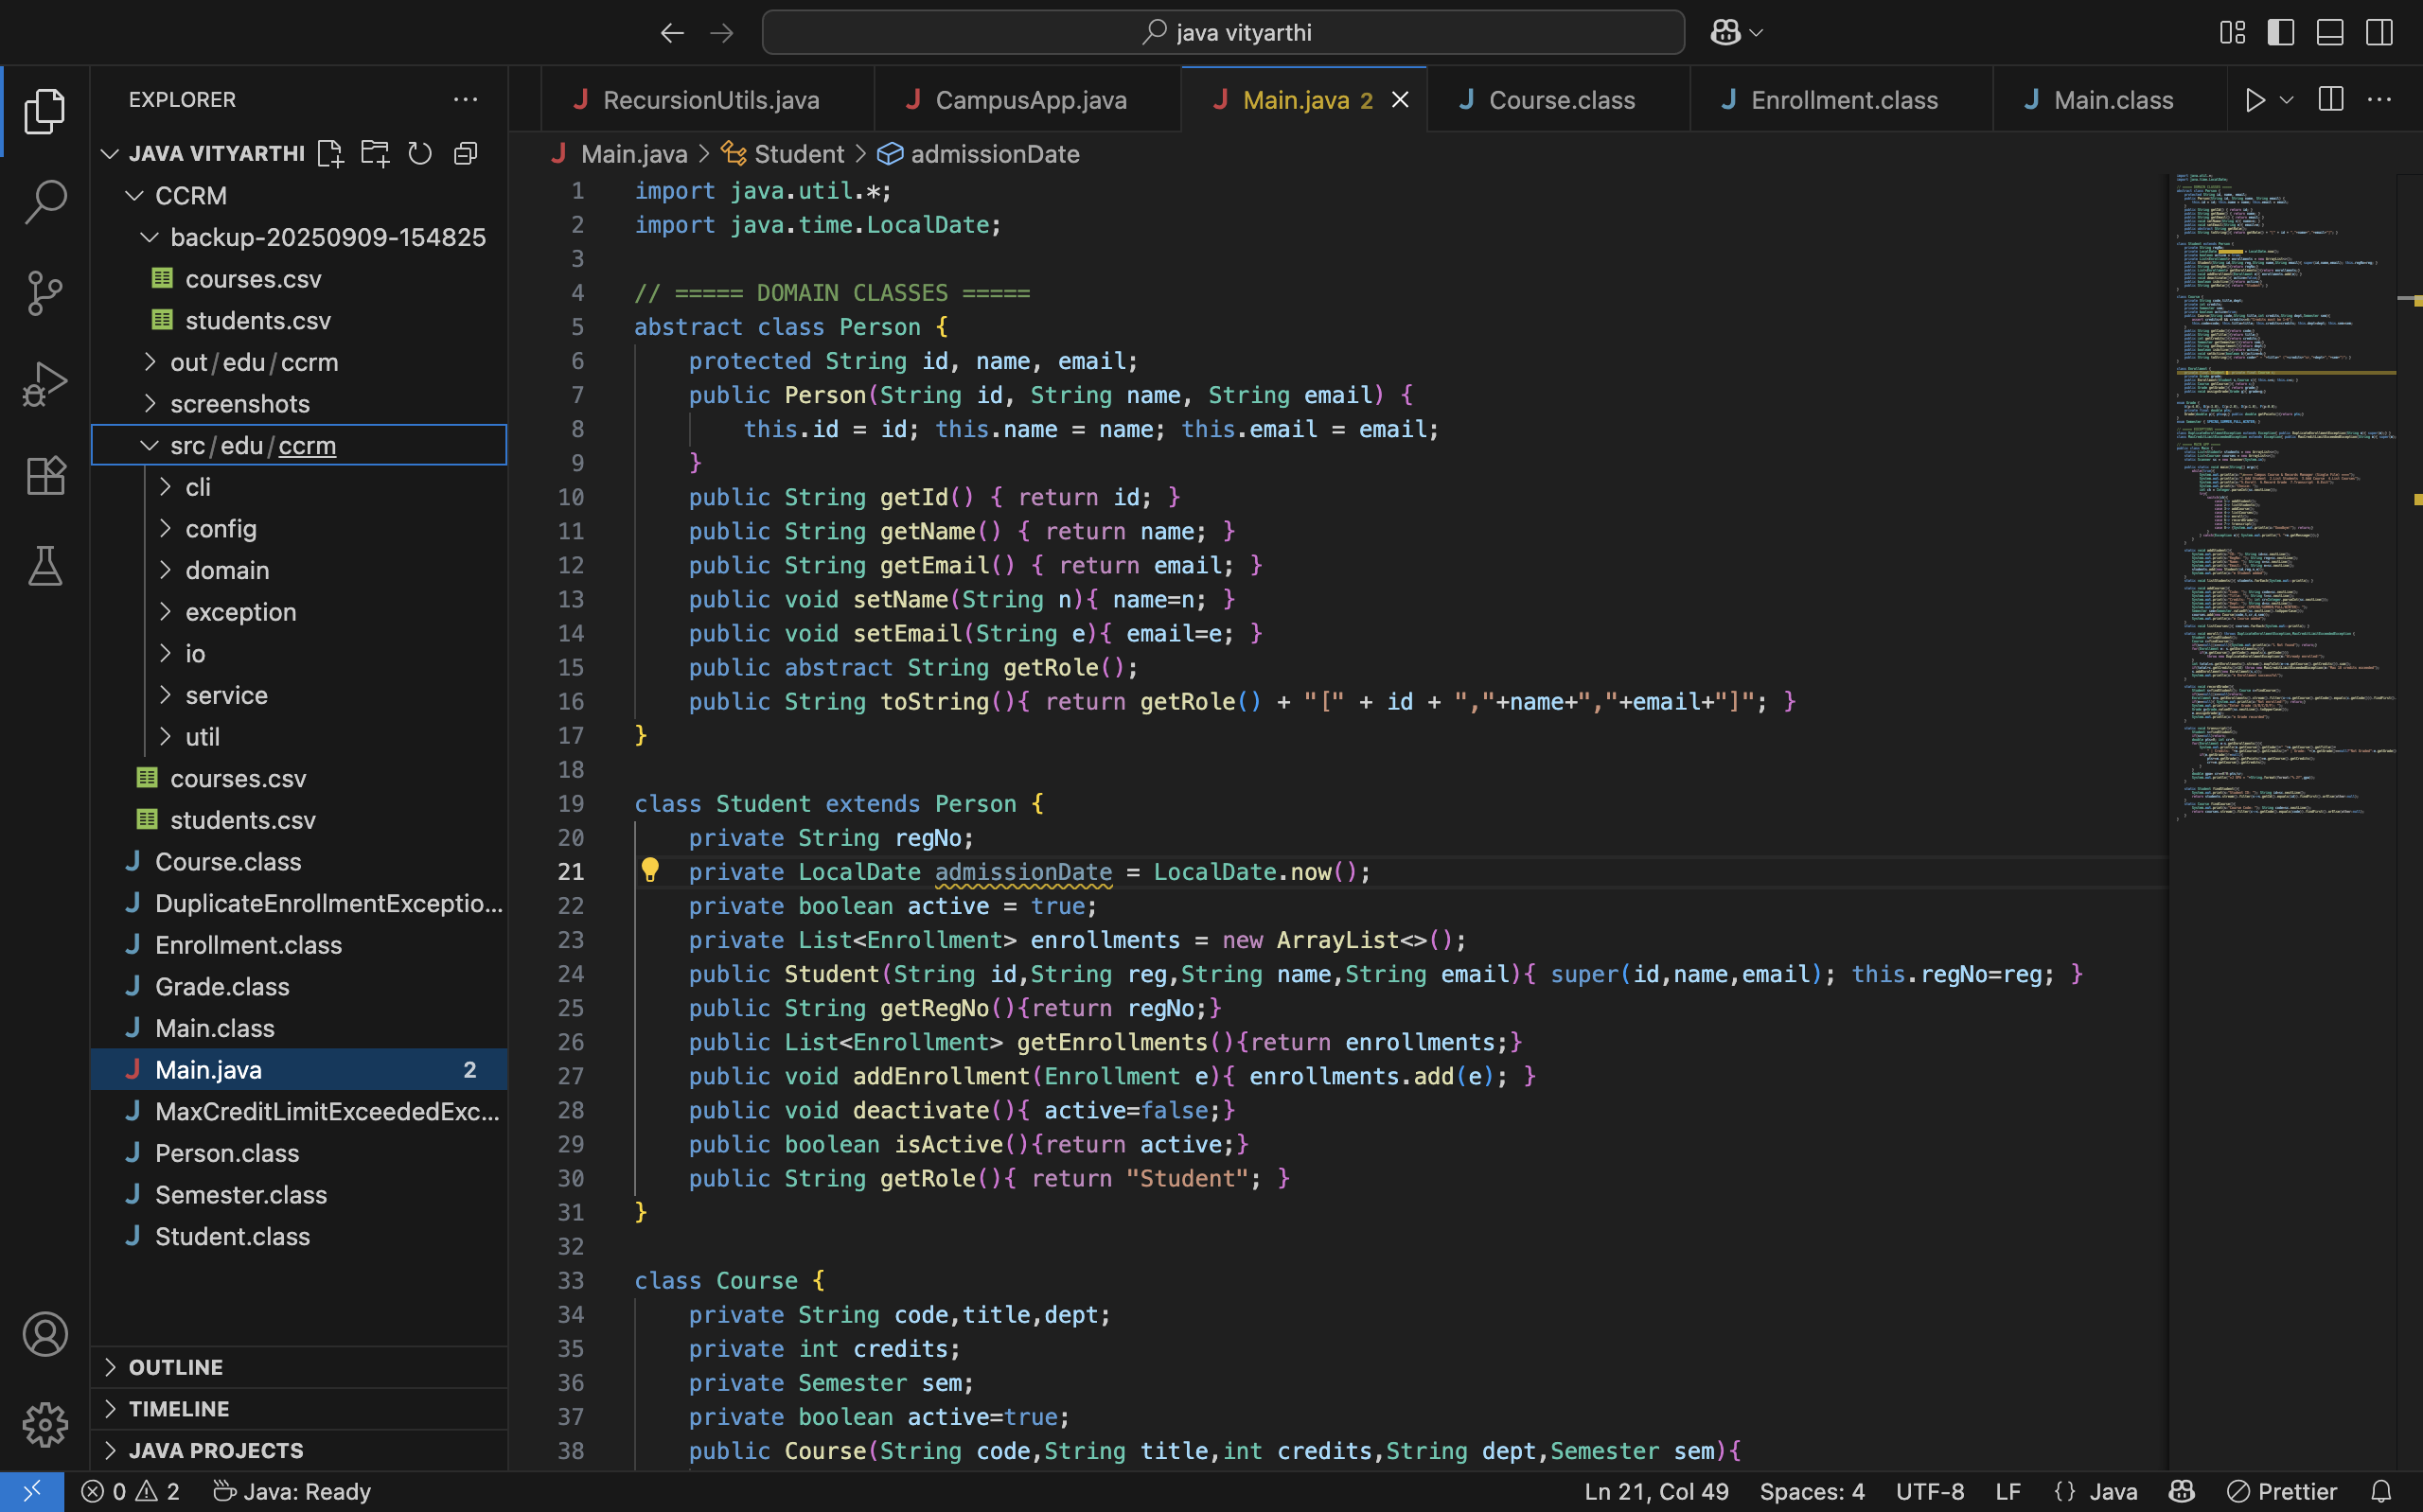 java vityarthi
EXPLORER
JAVA VITYARTHI
CCRM
backup-20250909-154825
courses.csv
students.csv
out/edu/ccrm
screenshots
src/edu/ccrm
cli
config
domain
exception
io
service
util
courses.csv
students.csv
Course.class
DuplicateEnrollmentExceptio...
Enrollment.class
Grade.class
Main.class
Main.java 2
MaxCreditLimitExceededExc...
Person.class
Semester.class
Student.class
OUTLINE
TIMELINE
JAVA PROJECTS
RecursionUtils.java
CampusApp.java
Main.java 2
Course.class
Enrollment.class
Main.class
Main.java > Student > admissionDate
1 import java.util.*;
2 import java.time.LocalDate;
3
4 // ===== DOMAIN CLASSES =====
5 abstract class Person {
6     protected String id, name, email;
7     public Person(String id, String name, String email) {
8         this.id = id; this.name = name; this.email = email;
9     }
10     public String getId() { return id; }
11     public String getName() { return name; }
12     public String getEmail() { return email; }
13     public void setName(String n){ name=n; }
14     public void setEmail(String e){ email=e; }
15     public abstract String getRole();
16     public String toString(){ return getRole() + "[" + id + ","+name+","+email+"]"; }
17 }
18
19 class Student extends Person {
20     private String regNo;
21     private LocalDate admissionDate = LocalDate.now();
22     private boolean active = true;
23     private List<Enrollment> enrollments = new ArrayList<>();
24     public Student(String id,String reg,String name,String email){ super(id,name,email); this.regNo=reg; }
25     public String getRegNo(){return regNo;}
26     public List<Enrollment> getEnrollments(){return enrollments;}
27     public void addEnrollment(Enrollment e){ enrollments.add(e); }
28     public void deactivate(){ active=false;}
29     public boolean isActive(){return active;}
30     public String getRole(){ return "Student"; }
31 }
32
33 class Course {
34     private String code,title,dept;
35     private int credits;
36     private Semester sem;
37     private boolean active=true;
38     public Course(String code,String title,int credits,String dept,Semester sem){
0 2 Java: Ready
Ln 21, Col 49 Spaces: 4 UTF-8 LF {} Java Prettier